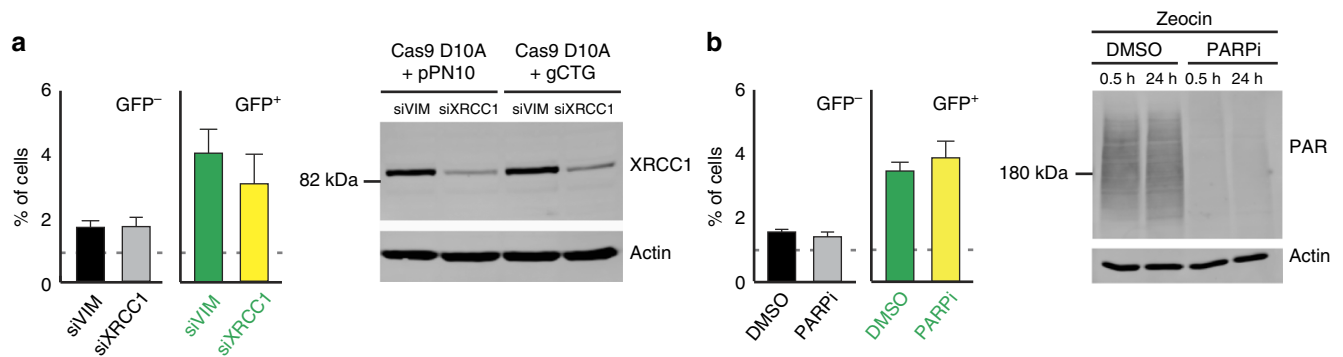 a
6
4
2
0
% of cells
GFP⁻
GFP⁺
siVIM
siXRCC1
siVIM
siXRCC1
Cas9 D10A Cas9 D10A
+ pPN10 + gCTG
siVIM siXRCC1 siVIM siXRCC1
82 kDa
XRCC1
Actin
b
6
4
2
0
% of cells
GFP⁻
GFP⁺
DMSO
PARPi
DMSO
PARPi
Zeocin
DMSO PARPi
0.5 h 24 h 0.5 h 24 h
180 kDa
PAR
Actin